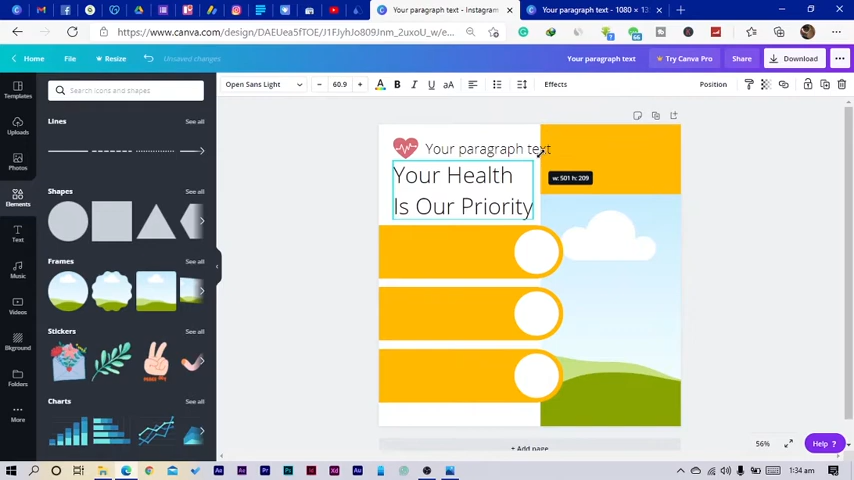 Your paragraph text - Instagram
Your paragraph text - 1080 × 13
https://www.canva.com/design/DAEUea5fTOE/J1FJyhJo809Jnm_2uxoU_w/e...
Home
File
Resize
Unsaved changes
Your paragraph text
Try Canva Pro
Share
Download
Open Sans Light
60.9
A
B
I
U
aA
Effects
Position
Templates
Uploads
Photos
Elements
Text
Music
Videos
Bkground
Folders
More
Search icons and shapes
Lines
See all
Shapes
See all
Frames
See all
Stickers
See all
Charts
See all
Your paragraph text
Your Health
Is Our Priority
w: 501 h: 209
+ Add page
56%
Help ?
1:34 am